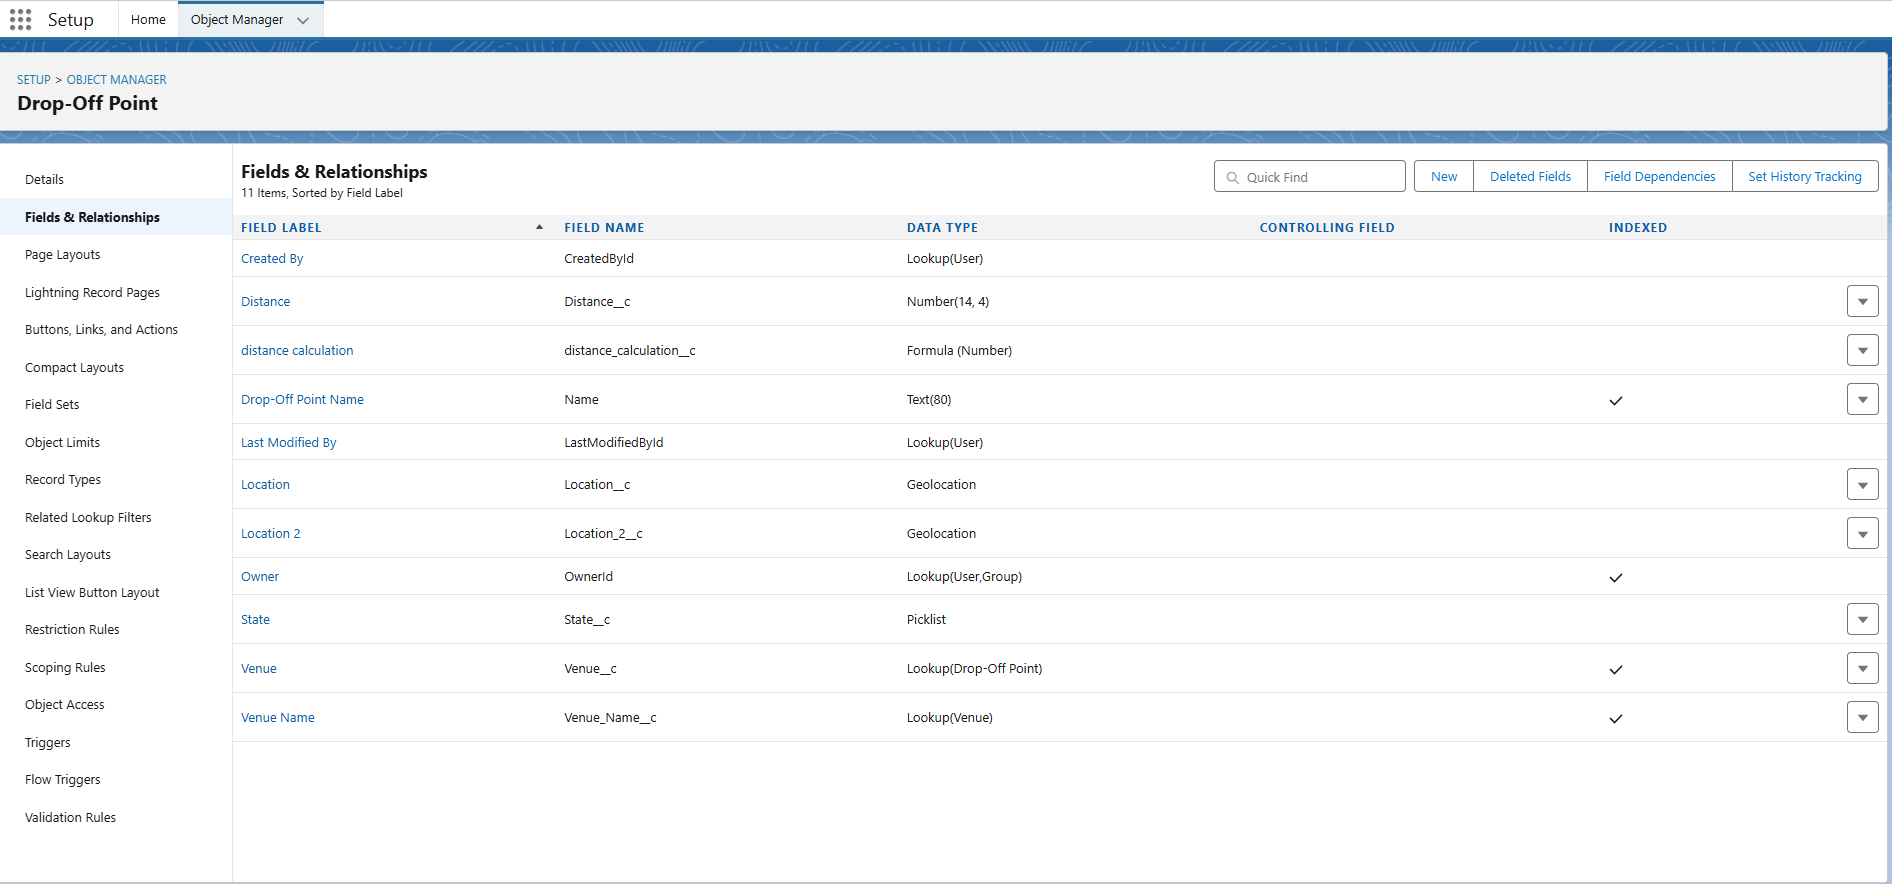 Setup Home Object Manager
SETUP > OBJECT MANAGER
Drop-Off Point
Details
Fields & Relationships
Page Layouts
Lightning Record Pages
Buttons, Links, and Actions
Compact Layouts
Field Sets
Object Limits
Record Types
Related Lookup Filters
Search Layouts
List View Button Layout
Restriction Rules
Scoping Rules
Object Access
Triggers
Flow Triggers
Validation Rules
Fields & Relationships
11 Items, Sorted by Field Label
Quick Find New Deleted Fields Field Dependencies Set History Tracking
FIELD LABEL FIELD NAME DATA TYPE CONTROLLING FIELD INDEXED
Created By CreatedById Lookup(User)
Distance Distance__c Number(14, 4)
distance calculation distance_calculation__c Formula (Number)
Drop-Off Point Name Name Text(80)
Last Modified By LastModifiedById Lookup(User)
Location Location__c Geolocation
Location 2 Location_2__c Geolocation
Owner OwnerId Lookup(User,Group)
State State__c Picklist
Venue Venue__c Lookup(Drop-Off Point)
Venue Name Venue_Name__c Lookup(Venue)